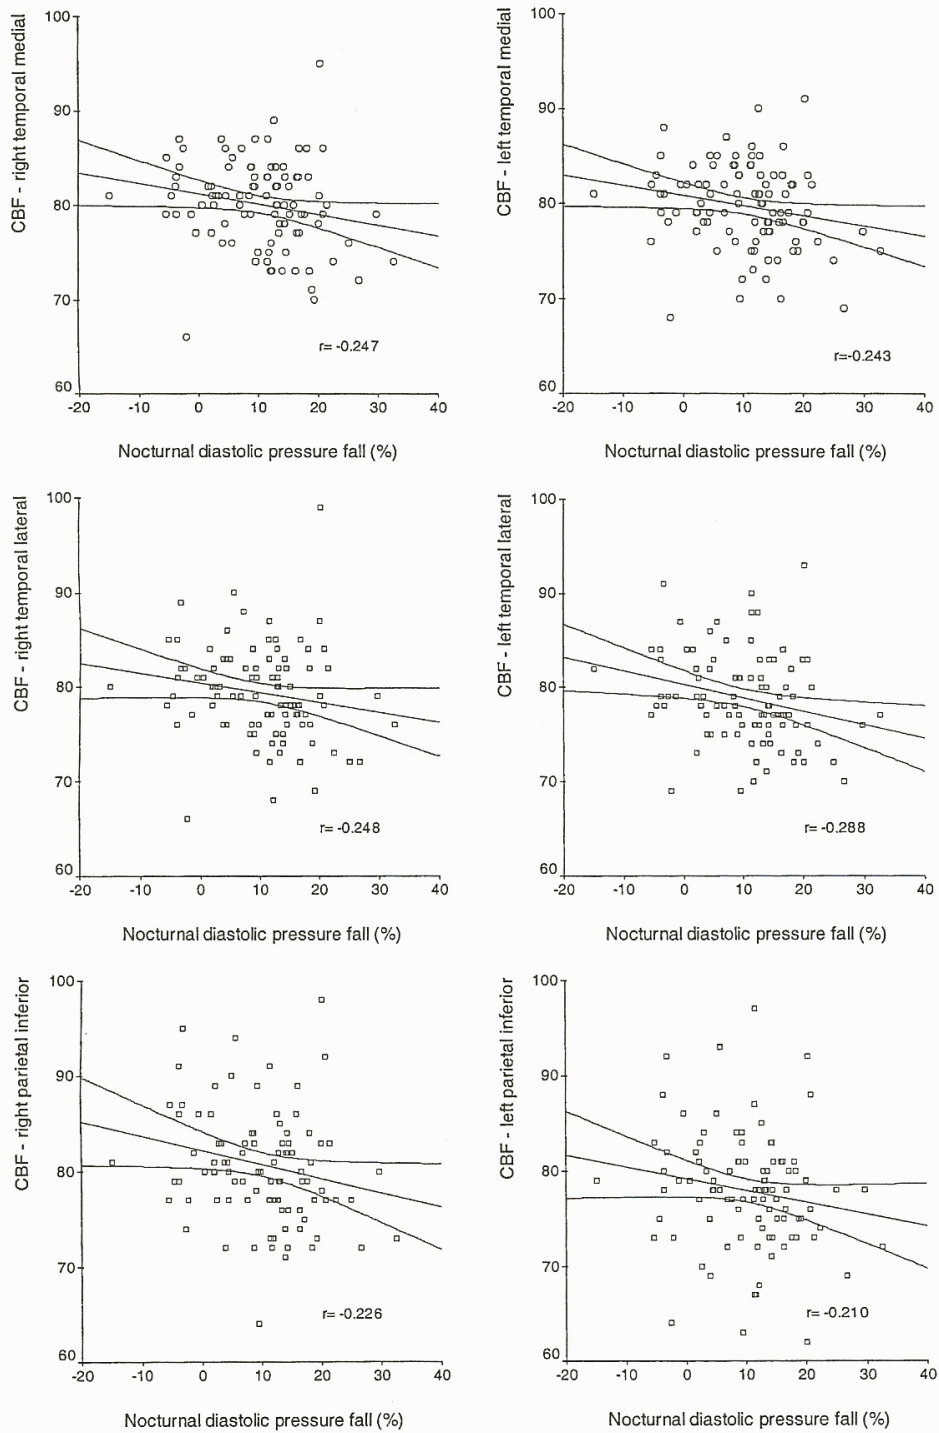 CBF - right temporal medial
100
90
80
70
60
-20 -10 0 10 20 30 40
r= -0.247
Nocturnal diastolic pressure fall (%)
CBF - left temporal medial
100
90
80
70
60
-20 -10 0 10 20 30 40
r=-0.243
Nocturnal diastolic pressure fall (%)
CBF - right temporal lateral
100
90
80
70
60
-20 -10 0 10 20 30 40
r= -0.248
Nocturnal diastolic pressure fall (%)
CBF - left temporal lateral
100
90
80
70
60
-20 -10 0 10 20 30 40
r= -0.288
Nocturnal diastolic pressure fall (%)
CBF - right parietal inferior
100
90
80
70
60
-20 -10 0 10 20 30 40
r= -0.226
Nocturnal diastolic pressure fall (%)
CBF - left parietal inferior
100
90
80
70
60
-20 -10 0 10 20 30 40
r= -0.210
Nocturnal diastolic pressure fall (%)